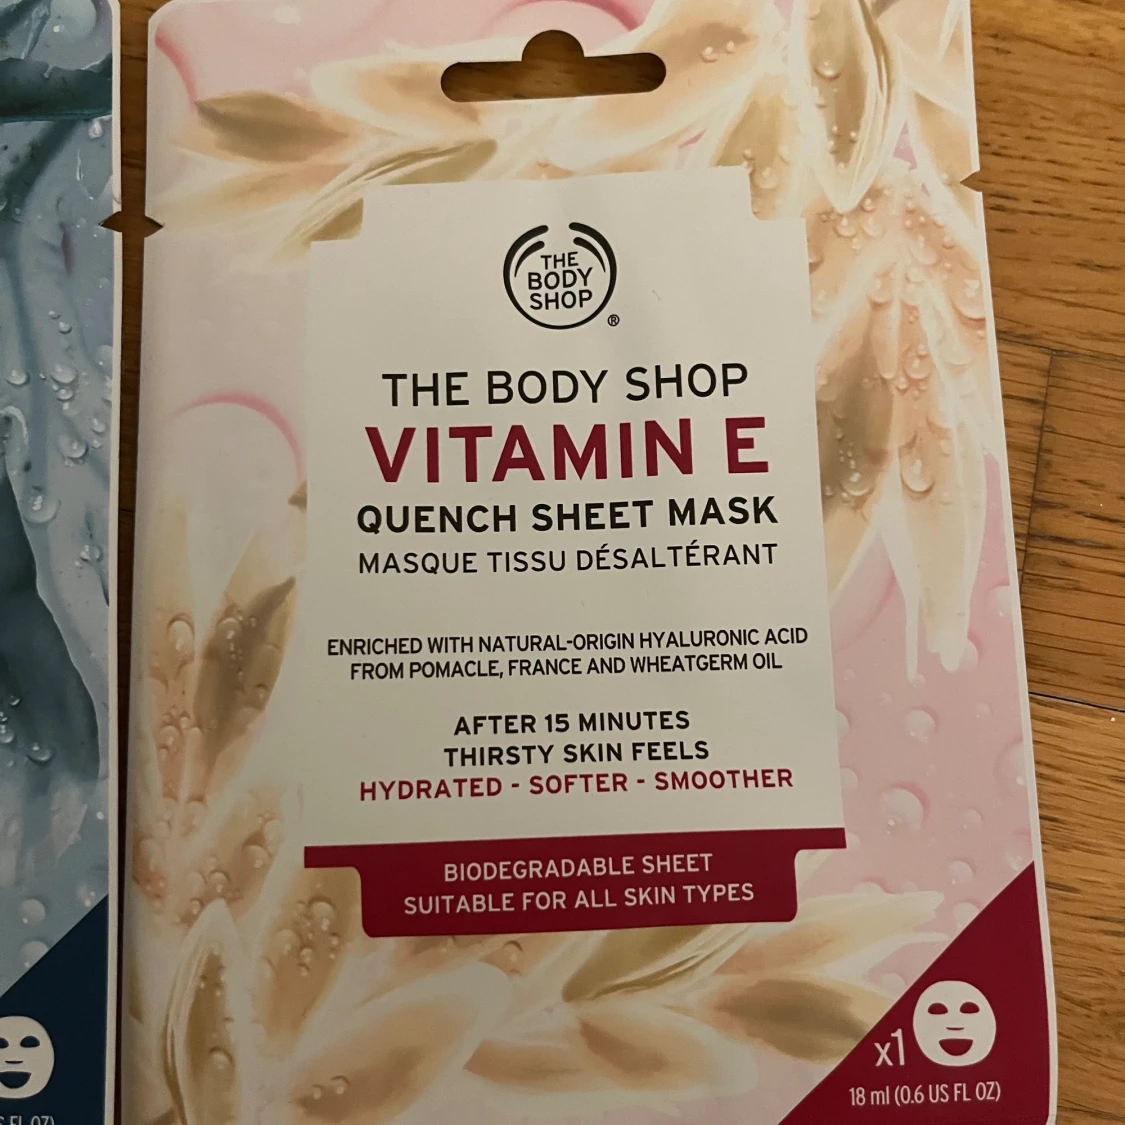 THE
BODY
SHOP
®
THE BODY SHOP
VITAMIN E
QUENCH SHEET MASK
MASQUE TISSU DÉSALTÉRANT
ENRICHED WITH NATURAL-ORIGIN HYALURONIC ACID
FROM POMACLE, FRANCE AND WHEATGERM OIL
AFTER 15 MINUTES
THIRSTY SKIN FEELS
HYDRATED - SOFTER - SMOOTHER
BIODEGRADABLE SHEET
SUITABLE FOR ALL SKIN TYPES
x1
18 ml (0.6 US FL OZ)
FL OZ)